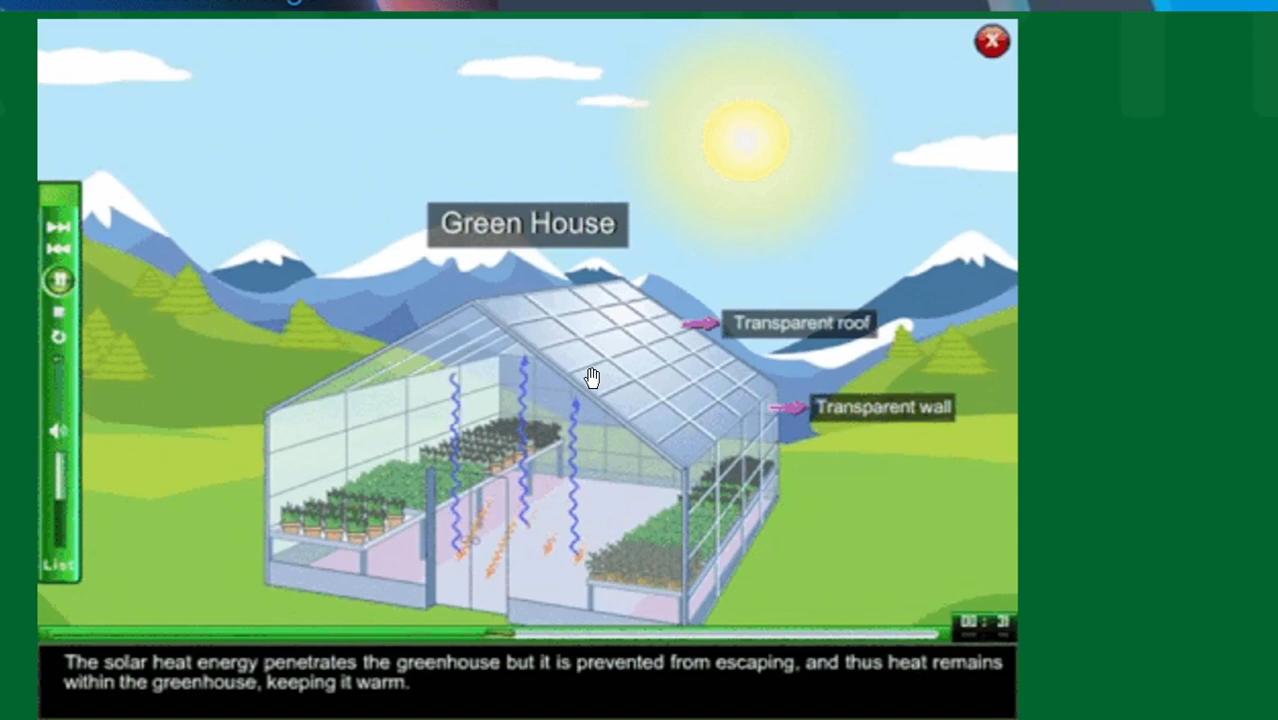 Green House
Transparent roof
Transparent wall
List
The solar heat energy penetrates the greenhouse but it is prevented from escaping, and thus heat remains
within the greenhouse, keeping it warm.